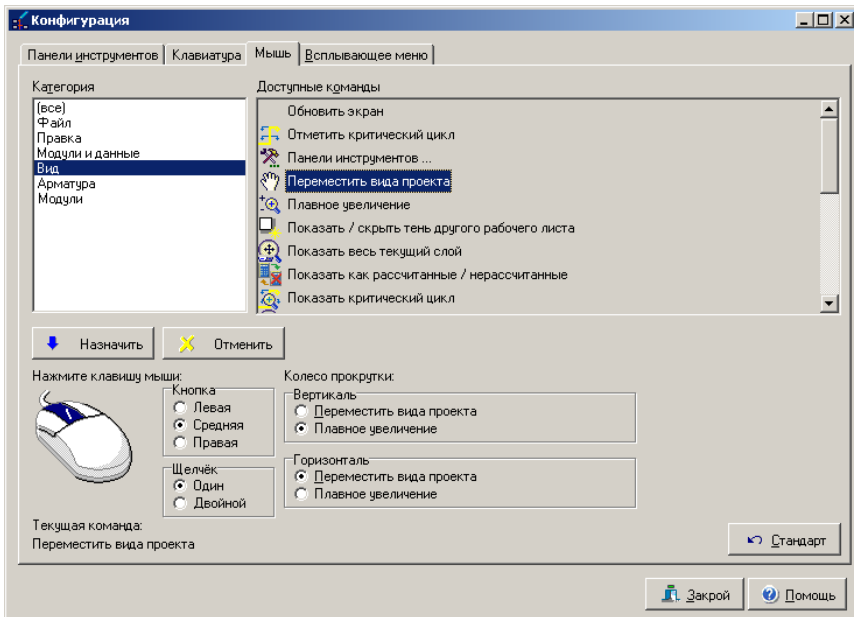 Конфигурация
Панели инструментов Клавиатура Мышь Всплывающее меню
Категория
(все)
Файл
Правка
Модули и данные
Вид
Арматура
Модули
Доступные команды
Обновить экран
Отметить критический цикл
Панели инструментов ...
Переместить вида проекта
Плавное увеличение
Показать / скрыть тень другого рабочего листа
Показать весь текущий слой
Показать как рассчитанные / нерассчитанные
Показать критический цикл
Назначить Отменить
Нажмите клавишу мыши:
Кнопка
Левая
Средняя
Правая
Щелчёк
Один
Двойной
Колесо прокрутки:
Вертикаль
Переместить вида проекта
Плавное увеличение
Горизонталь
Переместить вида проекта
Плавное увеличение
Текущая команда:
Переместить вида проекта
Стандарт
Закрой Помощь